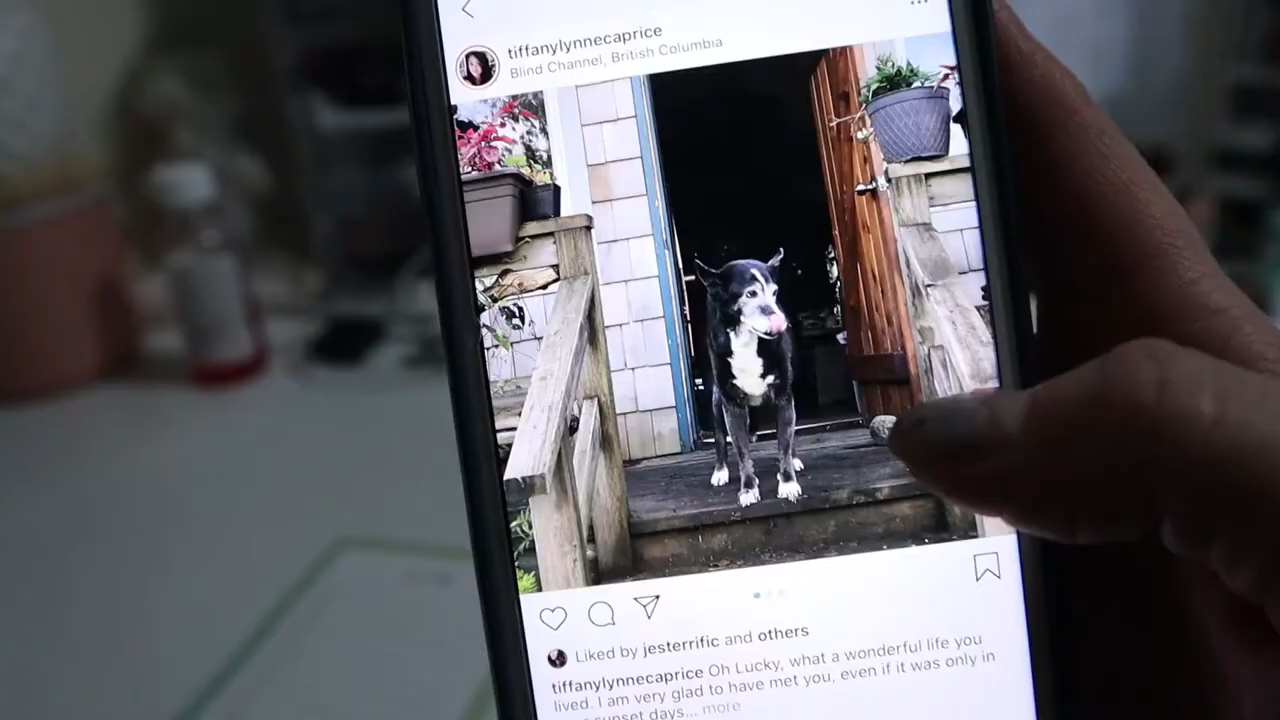 tiffanylynnecaprice
Blind Channel, British Columbia
Liked by jesterrific and others
tiffanylynnecaprice Oh Lucky, what a wonderful life you
lived. I am very glad to have met you, even if it was only in
sunset days... more